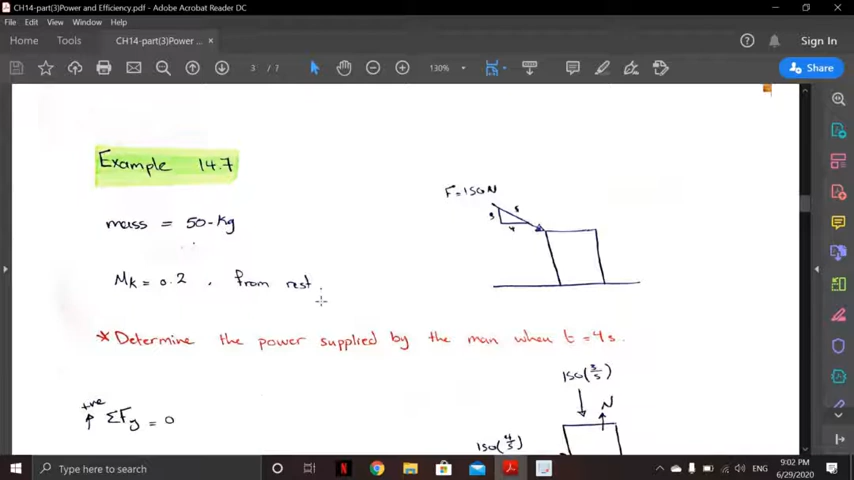 CH14-part(3)Power and Efficiency.pdf - Adobe Acrobat Reader DC
File Edit View Window Help
Home Tools CH14-part(3)Power ... × Sign In
3 / 7 130% Share
Example 14.7
F=150N
3 5
4
mass = 50-Kg
Mk = 0.2 . from rest.
*Determine the power supplied by the man when t = 4s.
150(3/5)
N
+ve
ΣFy = 0
150(4/5)
Type here to search
ENG 9:02 PM
6/29/2020